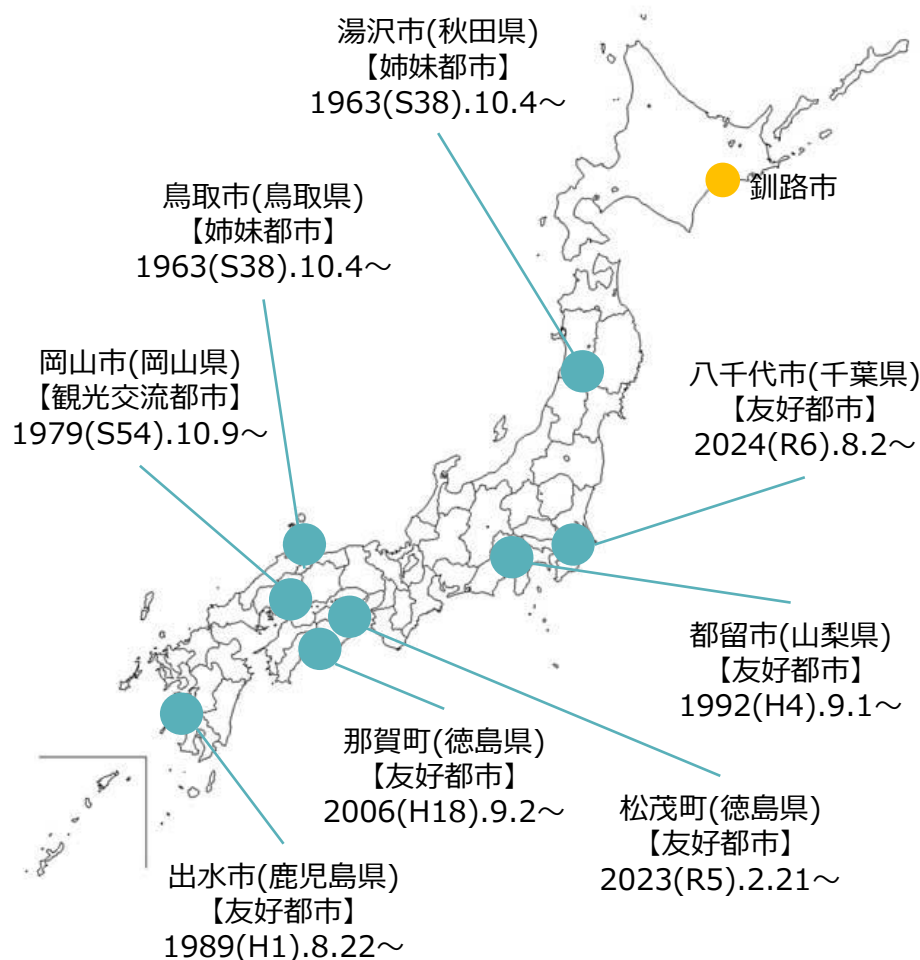 湯沢市(秋田県)
【姉妹都市】
1963(S38).10.4～
釧路市
鳥取市(鳥取県)
【姉妹都市】
1963(S38).10.4～
岡山市(岡山県)
【観光交流都市】
1979(S54).10.9～
八千代市(千葉県)
【友好都市】
2024(R6).8.2～
都留市(山梨県)
【友好都市】
1992(H4).9.1～
那賀町(徳島県)
【友好都市】
2006(H18).9.2～
松茂町(徳島県)
【友好都市】
2023(R5).2.21～
出水市(鹿児島県)
【友好都市】
1989(H1).8.22～